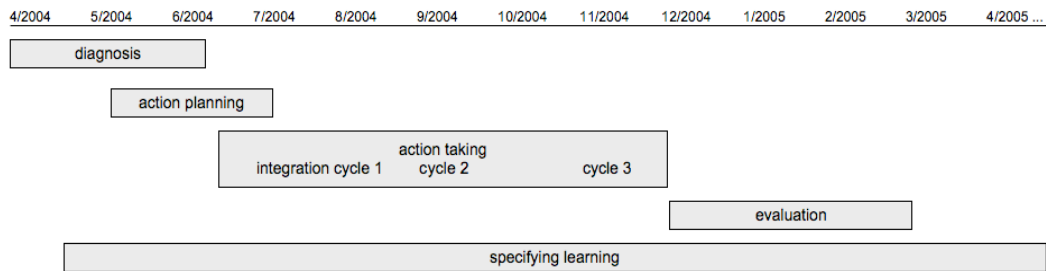 4/2004 5/2004 6/2004 7/2004 8/2004 9/2004 10/2004 11/2004 12/2004 1/2005 2/2005 3/2005 4/2005 ...
diagnosis
action planning
action taking
integration cycle 1 cycle 2 cycle 3
evaluation
specifying learning